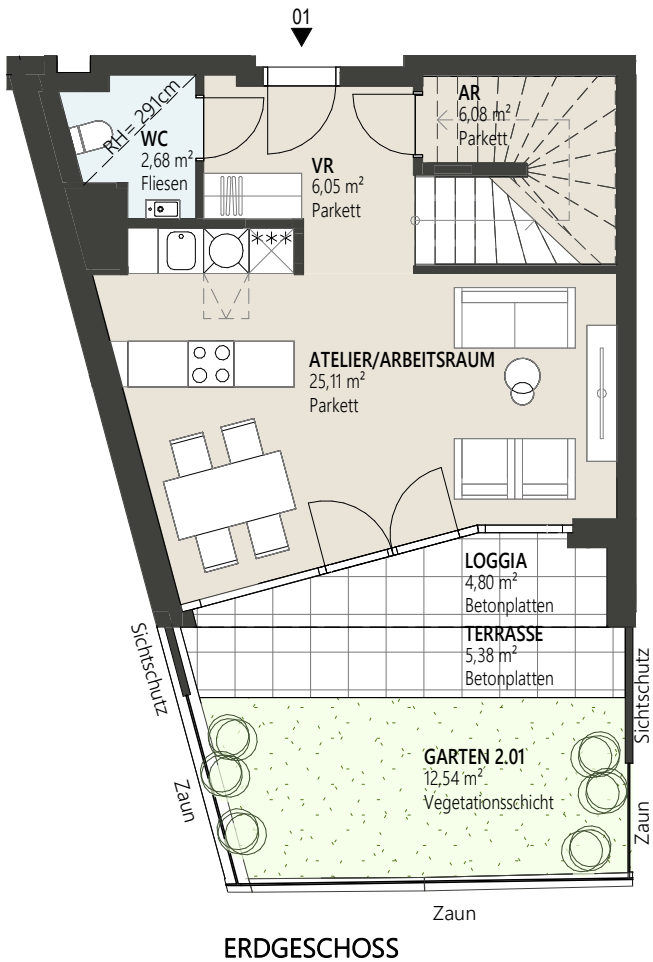 01
RH= 291cm
WC
2,68 m²
Fliesen
AR
6,08 m²
Parkett
VR
6,05 m²
Parkett
***
ATELIER/ARBEITSRAUM
25,11 m²
Parkett
LOGGIA
4,80 m²
Betonplatten
TERRASSE
5,38 m²
Betonplatten
Sichtschutz
Sichtschutz
GARTEN 2.01
12,54 m²
Vegetationsschicht
Zaun
Zaun
Zaun
ERDGESCHOSS